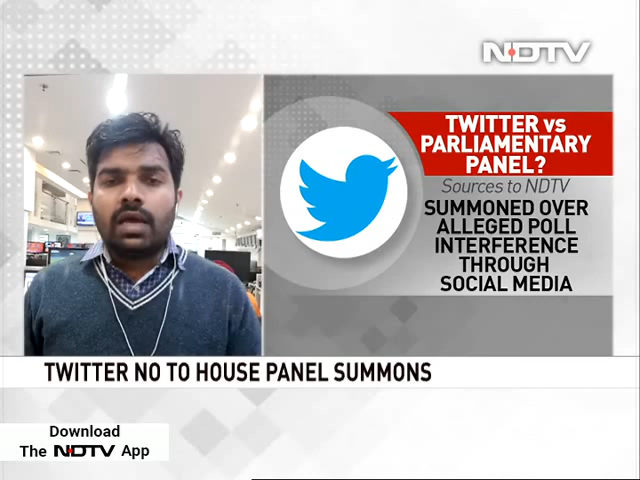 NDTV
TWITTER vs
PARLIAMENTARY
PANEL?
Sources to NDTV
SUMMONED OVER
ALLEGED POLL
INTERFERENCE
THROUGH
SOCIAL MEDIA
TWITTER NO TO HOUSE PANEL SUMMONS
Download
The NDTV App